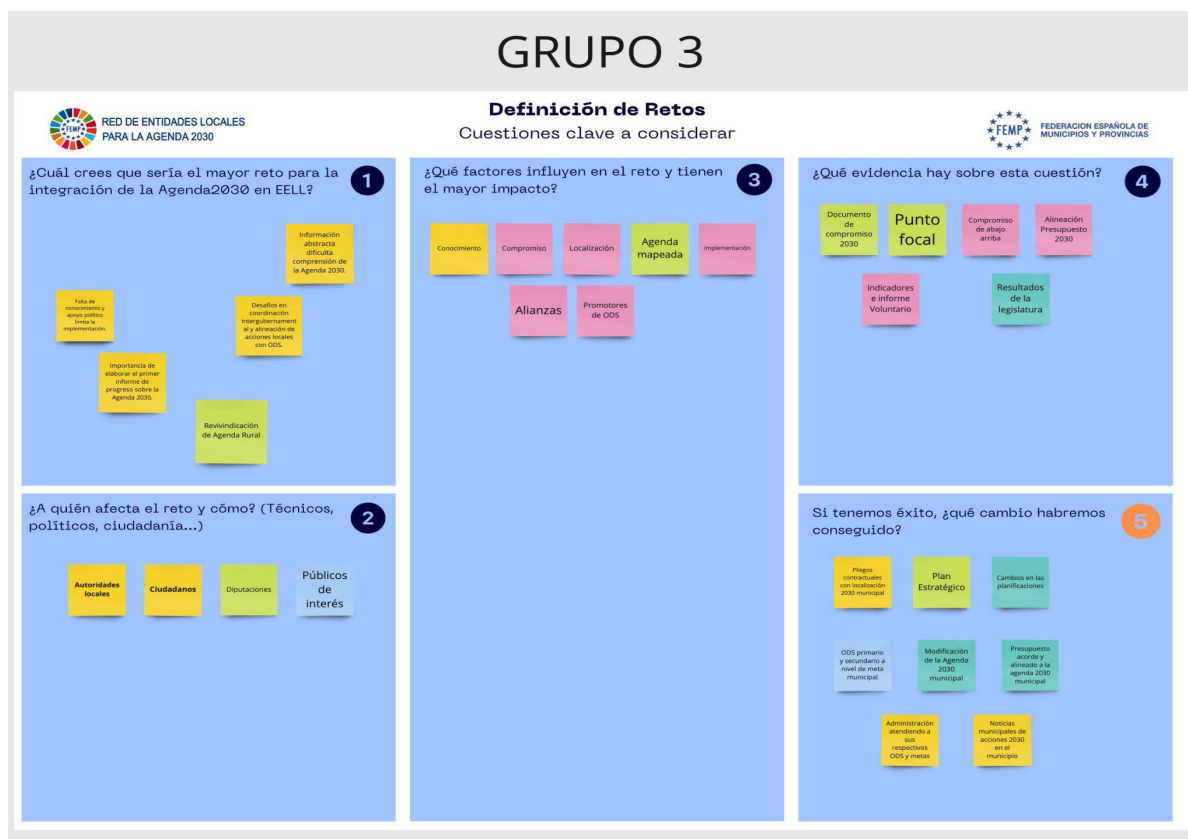 GRUPO 3
RED DE ENTIDADES LOCALES
PARA LA AGENDA 2030
FEMP
Definición de Retos
Cuestiones clave a considerar
FEMP
FEDERACION ESPAÑOLA DE
MUNICIPIOS Y PROVINCIAS
¿Cuál crees que sería el mayor reto para la
integración de la Agenda2030 en EELL?
1
Información
abstracta
dificulta
comprensión de
la Agenda 2030.
Falta de
conocimiento y
apoyo político
limita la
implementación.
Desafíos en
coordinación
intergubernament
al y alineación de
acciones locales
con ODS.
Importancia de
elaborar el primer
informe de
progreso sobre la
Agenda 2030.
Revivindicación
de Agenda Rural
¿A quién afecta el reto y cómo? (Técnicos,
políticos, ciudadanía...)
2
Autoridades
locales
Ciudadanos
Diputaciones
Públicos
de
interés
¿Qué factores influyen en el reto y tienen
el mayor impacto?
3
Conocimiento
Compromiso
Localización
Agenda
mapeada
Implementación
Alianzas
Promotores
de ODS
¿Qué evidencia hay sobre esta cuestión?
4
Documento
de
compromiso
2030
Punto
focal
Compromiso
de abajo
arriba
Alineación
Presupuesto
2030
Indicadores
e informe
Voluntario
Resultados
de la
legislatura
Si tenemos éxito, ¿qué cambio habremos
conseguido?
5
Pliegos
contractuales
con localización
2030 municipal
Plan
Estratégico
Cambios en las
planificaciones
ODS primario
y secundario a
nivel de meta
municipal
Modificación
de la Agenda
2030
municipal
Presupuesto
acorde y
alineado a la
agenda 2030
municipal
Administración
atendiendo a
sus
respectivos
ODS y metas
Noticias
municipales de
acciones 2030
en el
municipio